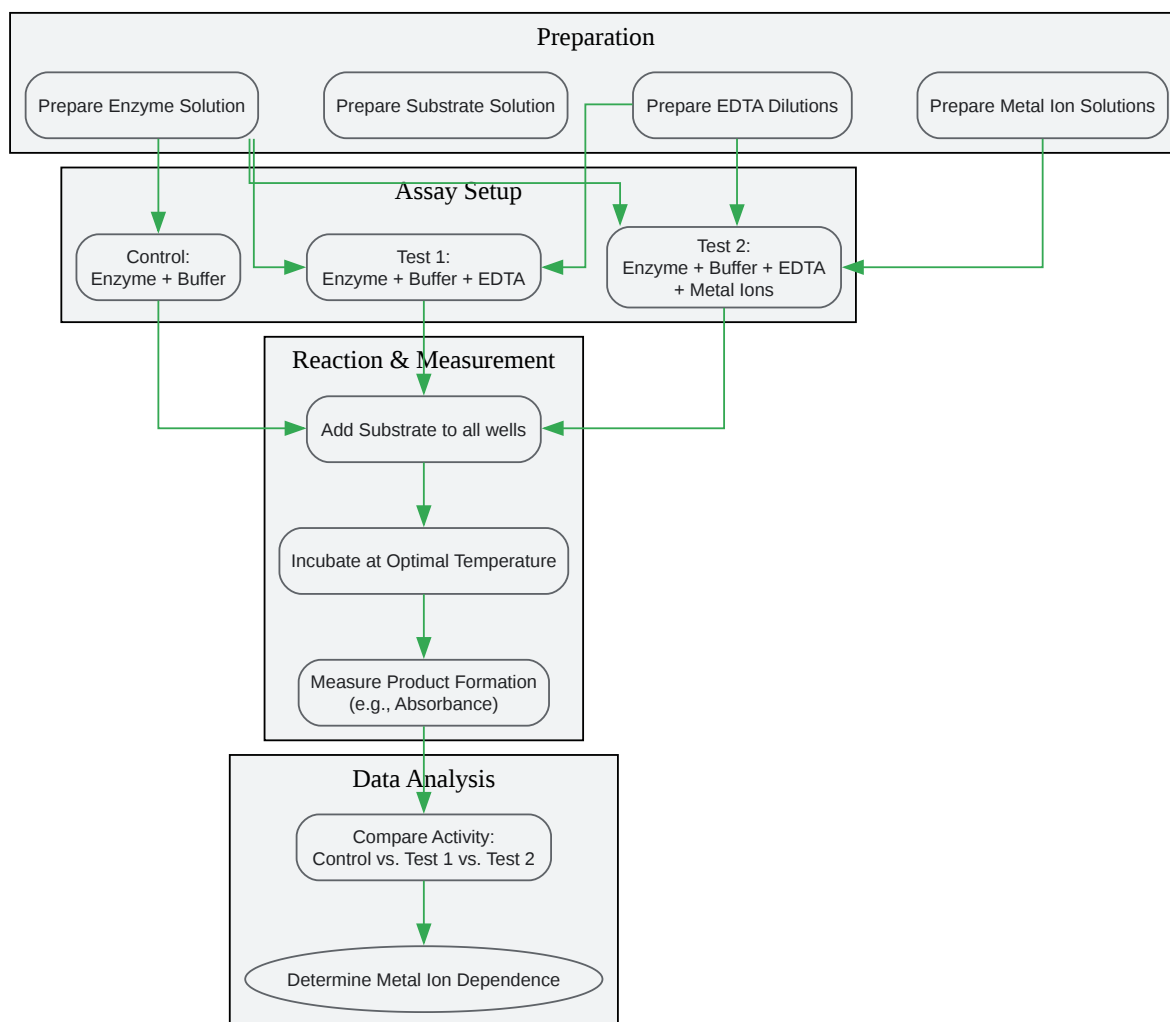 Preparation
Prepare Enzyme Solution
Prepare Substrate Solution
Prepare EDTA Dilutions
Prepare Metal Ion Solutions
Assay Setup
Control:
Enzyme + Buffer
Test 1:
Enzyme + Buffer + EDTA
Test 2:
Enzyme + Buffer + EDTA
+ Metal Ions
Reaction & Measurement
Add Substrate to all wells
Incubate at Optimal Temperature
Measure Product Formation
(e.g., Absorbance)
Data Analysis
Compare Activity:
Control vs. Test 1 vs. Test 2
Determine Metal Ion Dependence